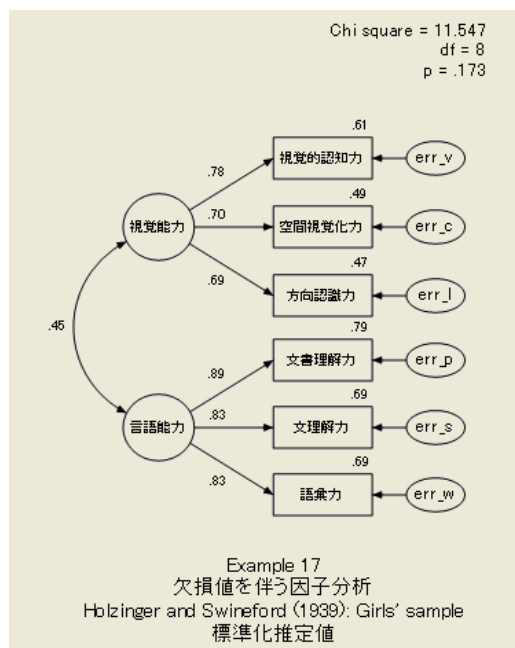 Chi square = 11.547
df = 8
p = .173
.61
視覚的認知力
err_v
.78
.49
.70
視覚能力
空間視覚化力
err_c
.69
.47
方向認識力
err_l
.45
.79
文書理解力
err_p
.89
.69
.83
言語能力
文理解力
err_s
.83
.69
語彙力
err_w
Example 17
欠損値を伴う因子分析
Holzinger and Swineford (1939): Girls' sample
標準化推定値